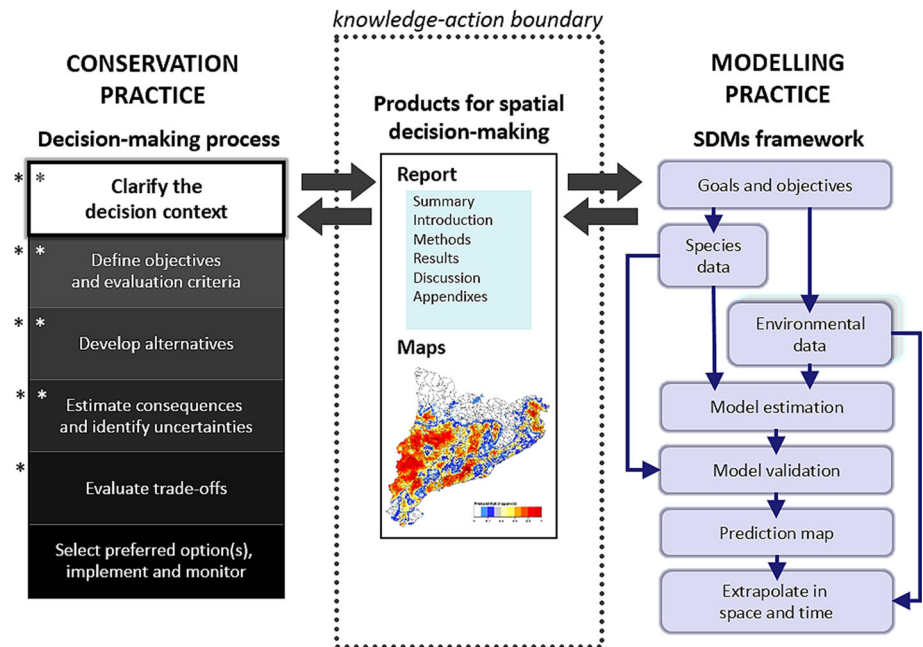 knowledge-action boundary
CONSERVATION
PRACTICE
Decision-making process
* *
Clarify the
decision context
* *
Define objectives
and evaluation criteria
* *
Develop alternatives
* *
Estimate consequences
and identify uncertainties
*
Evaluate trade-offs
Select preferred option(s),
implement and monitor
Products for spatial
decision-making
Report
Summary
Introduction
Methods
Results
Discussion
Appendixes
Maps
MODELLING
PRACTICE
SDMs framework
Goals and objectives
Species
data
Environmental
data
Model estimation
Model validation
Prediction map
Extrapolate in
space and time